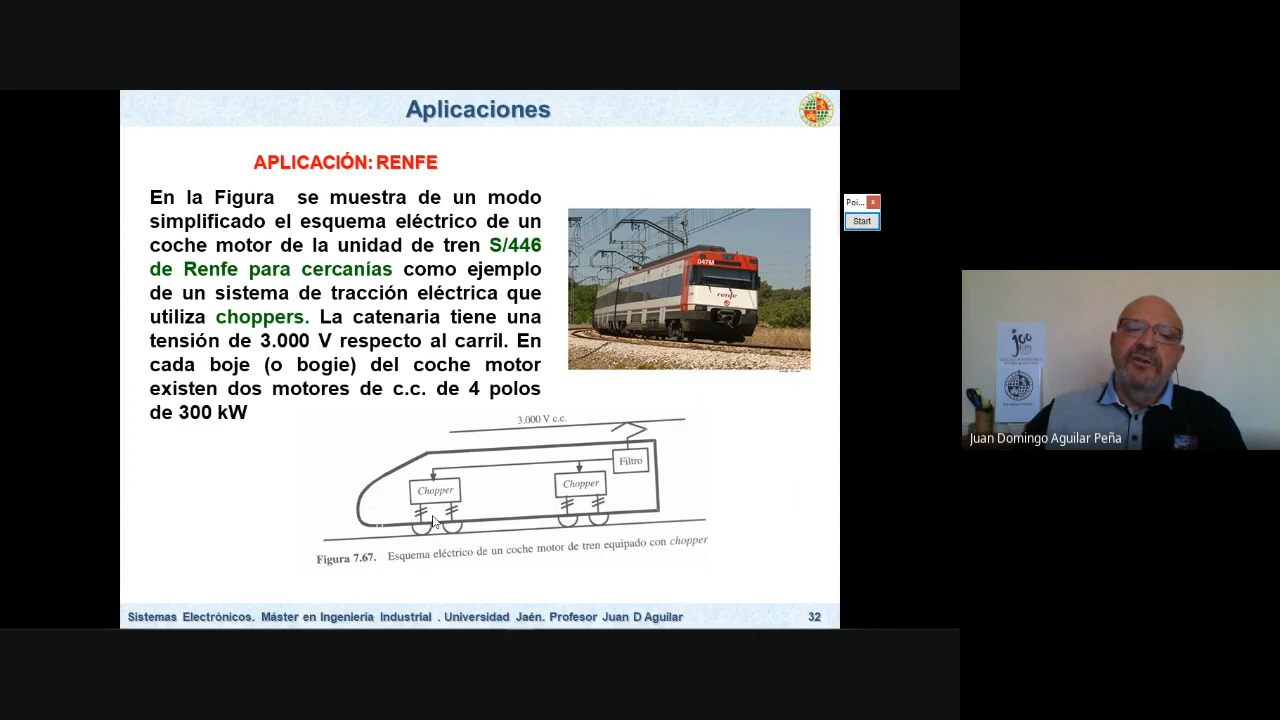 Aplicaciones
APLICACIÓN: RENFE
En la Figura se muestra de un modo
simplificado el esquema eléctrico de un
coche motor de la unidad de tren S/446
de Renfe para cercanías como ejemplo
de un sistema de tracción eléctrica que
utiliza choppers. La catenaria tiene una
tensión de 3.000 V respecto al carril. En
cada boje (o bogie) del coche motor
existen dos motores de c.c. de 4 polos
de 300 kW
047M
renfe
3.000 V c.c.
Filtro
Chopper
Chopper
Figura 7.67. Esquema eléctrico de un coche motor de tren equipado con chopper
Sistemas Electrónicos. Máster en Ingeniería Industrial . Universidad Jaén. Profesor Juan D Aguilar
32
Poi... x
Start
Juan Domingo Aguilar Peña